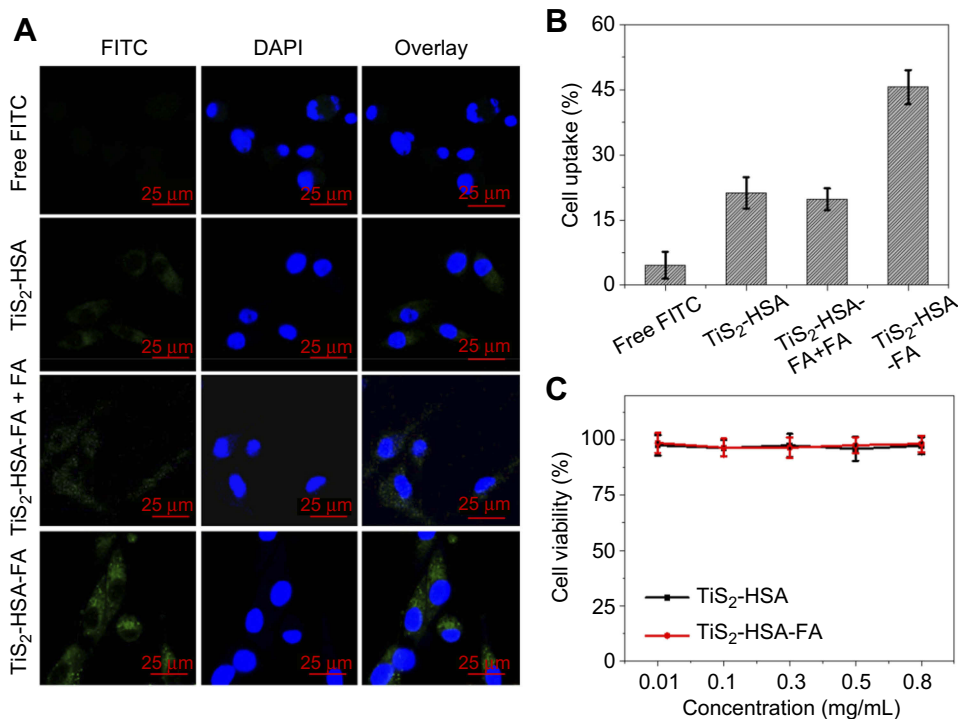 A
FITC
DAPI
Overlay
Free FITC
25 µm
25 µm
25 µm
TiS₂-HSA
25 µm
25 µm
25 µm
TiS₂-HSA-FA + FA
25 µm
25 µm
25 µm
TiS₂-HSA-FA
25 µm
25 µm
25 µm
B
Cell uptake (%)
60
45
30
15
0
Free FITC
TiS₂-HSA
TiS₂-HSA-
FA+FA
TiS₂-HSA
-FA
C
Cell viability (%)
100
75
50
25
0
TiS₂-HSA
TiS₂-HSA-FA
0.01
0.1
0.3
0.5
0.8
Concentration (mg/mL)